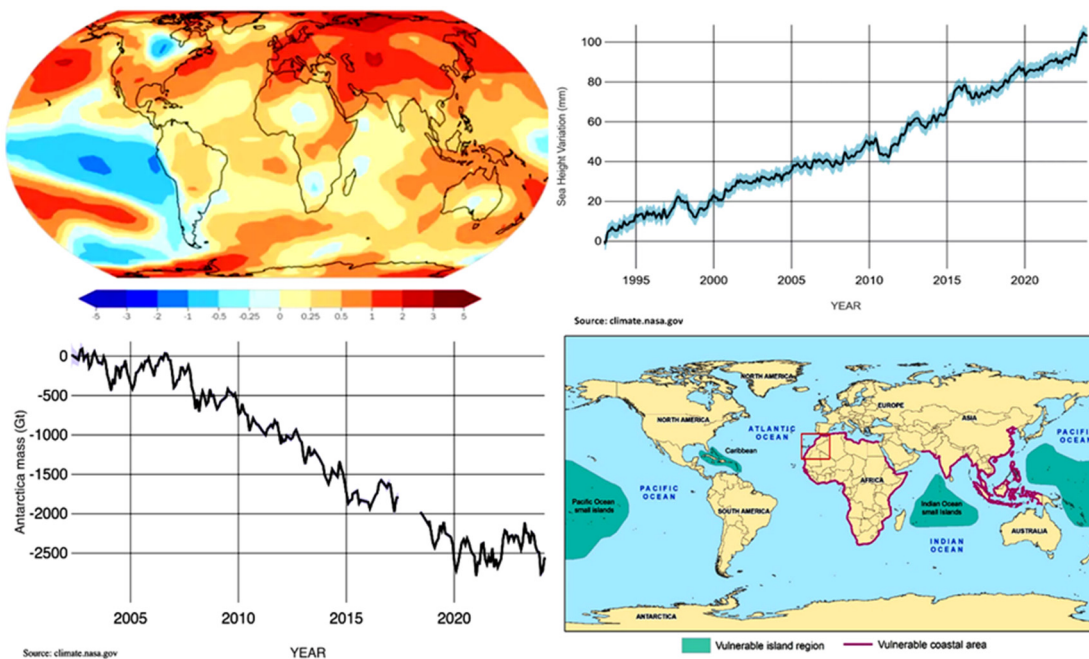 -5 -3 -2 -1 -0.5 -0.25 0 0.25 0.5 1 2 3 5
Sea Height Variation (mm)
100
80
60
40
20
0
1995 2000 2005 2010 2015 2020
YEAR
Source: climate.nasa.gov
Antarctica mass (Gt)
0
-500
-1000
-1500
-2000
-2500
2005 2010 2015 2020
YEAR
Source: climate.nasa.gov
NORTH AMERICA
EUROPE
ASIA
NORTH AMERICA
ATLANTIC
OCEAN
PACIFIC
OCEAN
Caribbean
AFRICA
PACIFIC
OCEAN
Pacific Ocean
small islands
Indian Ocean
small islands
SOUTH AMERICA
AUSTRALIA
INDIAN
OCEAN
ANTARCTICA
Vulnerable island region
Vulnerable coastal area